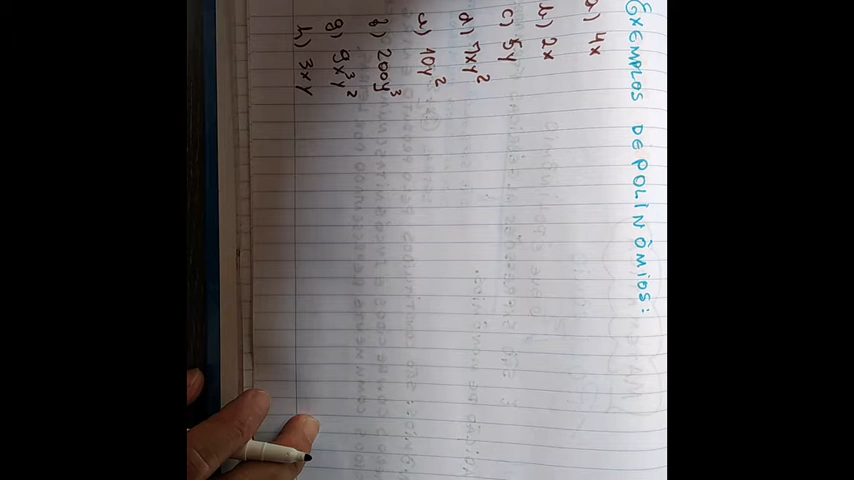 EXEMPLOS DE POLINÔMIOS:
a) 4x
b) 2x
c) 5y
d) 7xy²
e) 10y²
f) 200y³
g) 9x³y²
h) 3xy